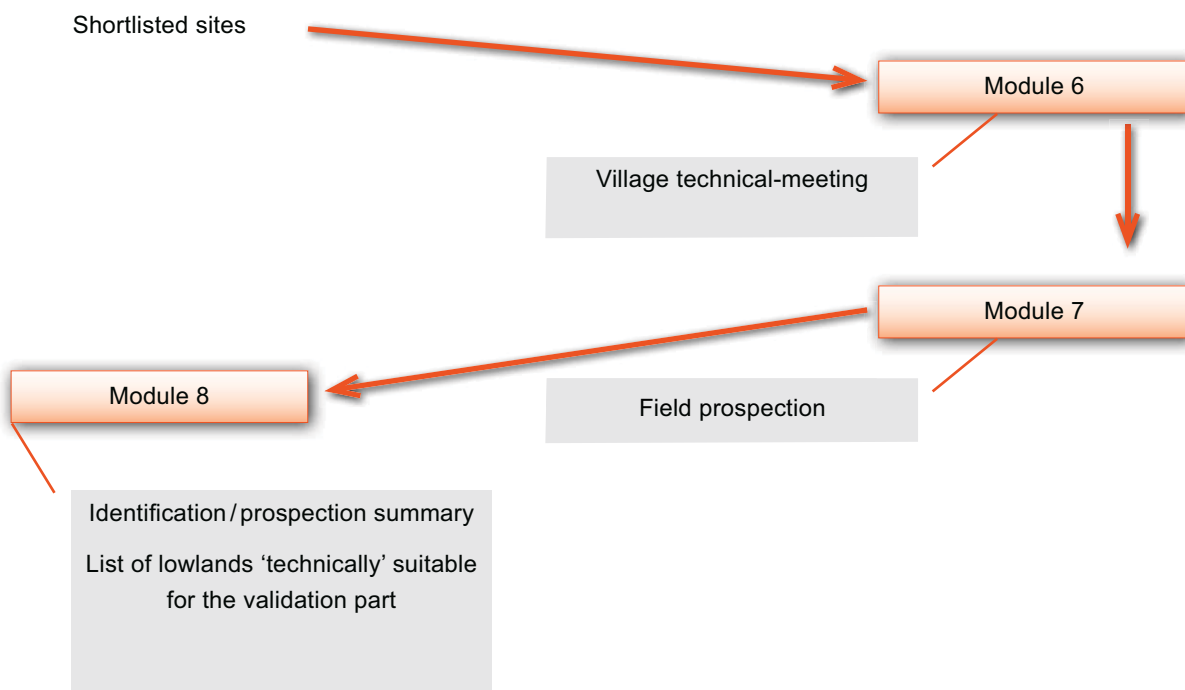 Shortlisted sites
Module 6
Village technical-meeting
Module 7
Field prospection
Module 8
Identification/prospection summary
List of lowlands ‘technically’ suitable
for the validation part